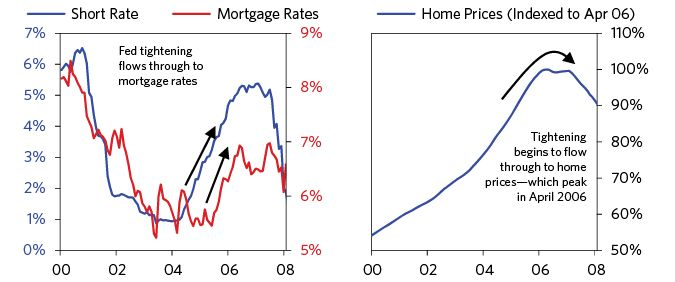 Short Rate
Mortgage Rates
7%
6%
5%
4%
3%
2%
1%
0%
Fed tightening
flows through to
mortgage rates
9%
8%
7%
6%
5%
00
02
04
06
08
Home Prices (Indexed to Apr 06)
110%
100%
90%
80%
70%
60%
50%
Tightening
begins to flow
through to home
prices—which peak
in April 2006
00
02
04
06
08